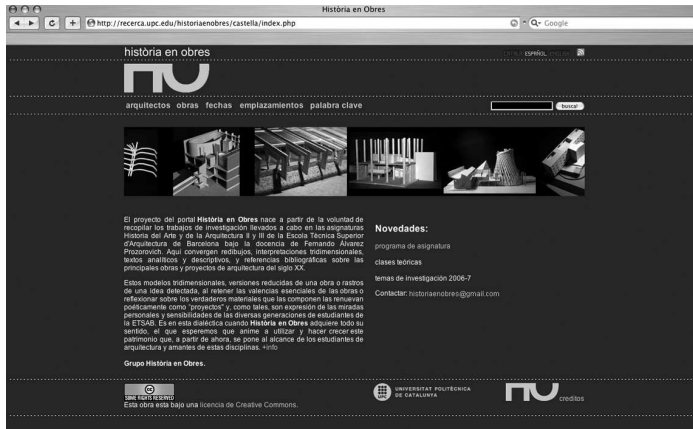 Història en Obres
http://recerca.upc.edu/historiaenobres/castella/index.php
Google
història en obres
CATALÀ ESPAÑOL ENGLISH
arquitectos obras fechas emplazamientos palabra clave
buscar
El proyecto del portal Història en Obres nace a partir de la voluntad de
recopilar los trabajos de investigación llevados a cabo en las asignaturas
Historia del Arte y de la Arquitectura II y III de la Escola Tècnica Superior
d'Arquitectura de Barcelona bajo la docencia de Fernando Álvarez
Prozorovich. Aquí convergen redibujos, interpretaciones tridimensionales,
textos analíticos y descriptivos, y referencias bibliográficas sobre las
principales obras y proyectos de arquitectura del siglo XX.
Estos modelos tridimensionales, versiones reducidas de una obra o rastros
de una idea detectada, al retener las valencias esenciales de las obras o
reflexionar sobre los verdaderos materiales que las componen las renuevan
poéticamente como "proyectos" y, como tales, son expresión de las miradas
personales y sensibilidades de las diversas generaciones de estudiantes de
la ETSAB. Es en esta dialéctica cuando Història en Obres adquiere todo su
sentido, el que esperemos que anime a utilizar y hacer crecer este
patrimonio que, a partir de ahora, se pone al alcance de los estudiantes de
arquitectura y amantes de estas disciplinas. +info
Grupo Història en Obres.
Novedades:
programa de asignatura
clases teóricas
temas de investigación 2006-7
Contactar: historiaenobres@gmail.com
cc
SOME RIGHTS RESERVED
Esta obra esta bajo una licencia de Creative Commons.
UPC
UNIVERSITAT POLITÈCNICA
DE CATALUNYA
creditos